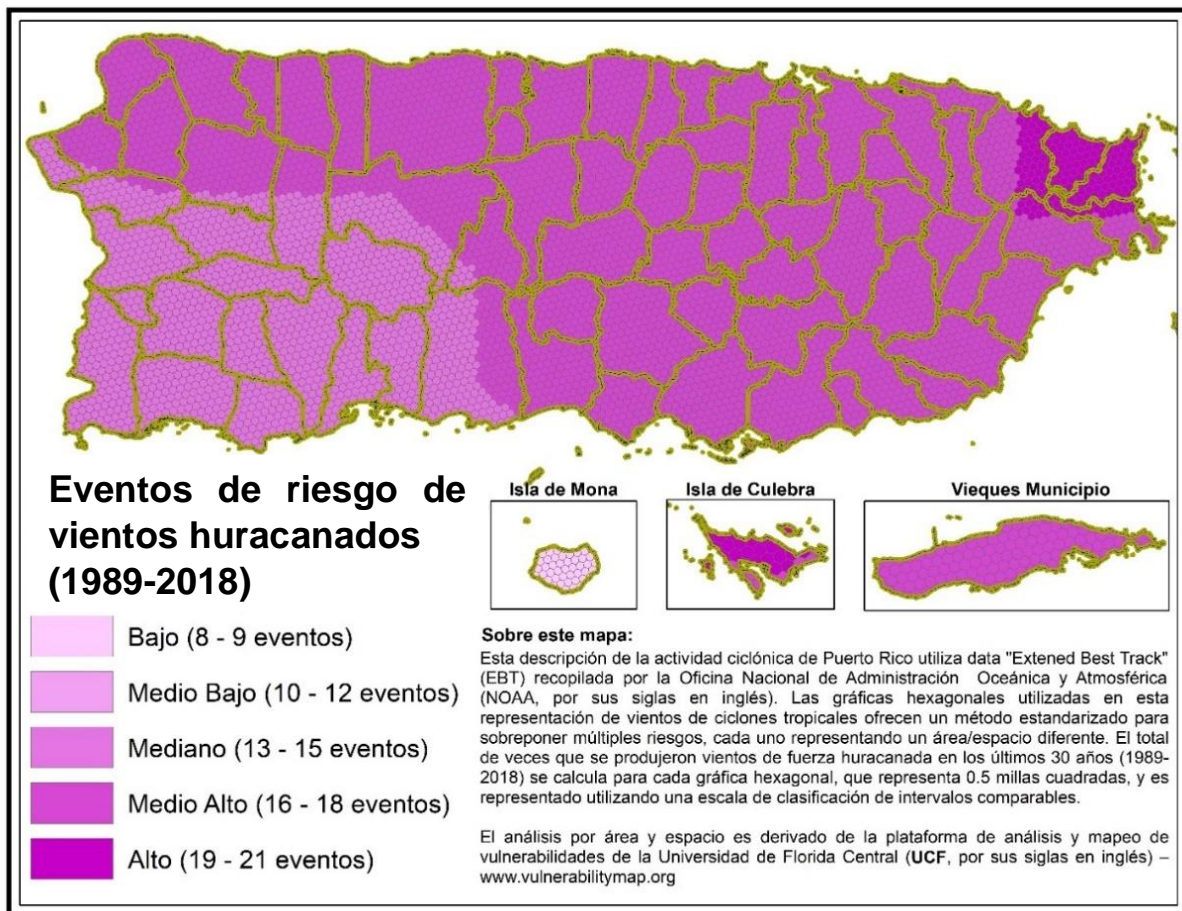 Isla de Mona
Isla de Culebra
Vieques Municipio
Eventos de riesgo de
vientos huracanados
(1989-2018)
Bajo (8 - 9 eventos)
Medio Bajo (10 - 12 eventos)
Mediano (13 - 15 eventos)
Medio Alto (16 - 18 eventos)
Alto (19 - 21 eventos)
Sobre este mapa:
Esta descripción de la actividad ciclónica de Puerto Rico utiliza data "Extened Best Track"
(EBT) recopilada por la Oficina Nacional de Administración Oceánica y Atmosférica
(NOAA, por sus siglas en inglés). Las gráficas hexagonales utilizadas en esta
representación de vientos de ciclones tropicales ofrecen un método estandarizado para
sobreponer múltiples riesgos, cada uno representando un área/espacio diferente. El total
de veces que se produjeron vientos de fuerza huracanada en los últimos 30 años (1989-
2018) se calcula para cada gráfica hexagonal, que representa 0.5 millas cuadradas, y es
representado utilizando una escala de clasificación de intervalos comparables.
El análisis por área y espacio es derivado de la plataforma de análisis y mapeo de
vulnerabilidades de la Universidad de Florida Central (UCF, por sus siglas en inglés) –
www.vulnerabilitymap.org